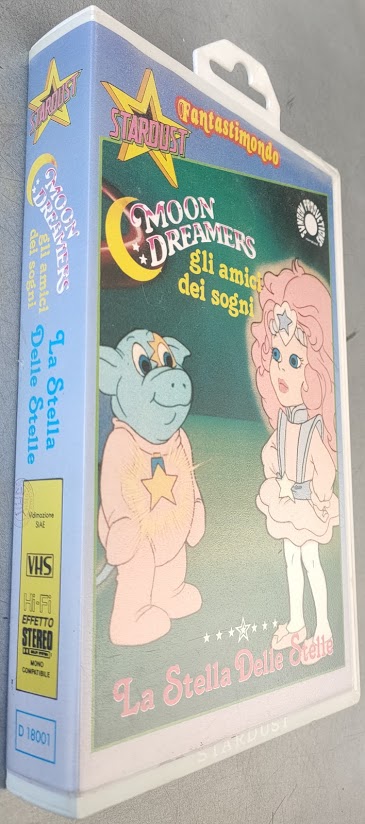 STARDUST
MOON
DREAMERS
gli amici
dei sogni
La Stella
Delle Stelle
Vidimazione
SIAE
VHS
Hi-Fi
EFFETTO
STEREO
MONO
COMPATIBILE
D 18001
STARDUST
Fantastimondo
MOON
DREAMERS
gli amici
dei sogni
La Stella Delle Stelle
STARDUST